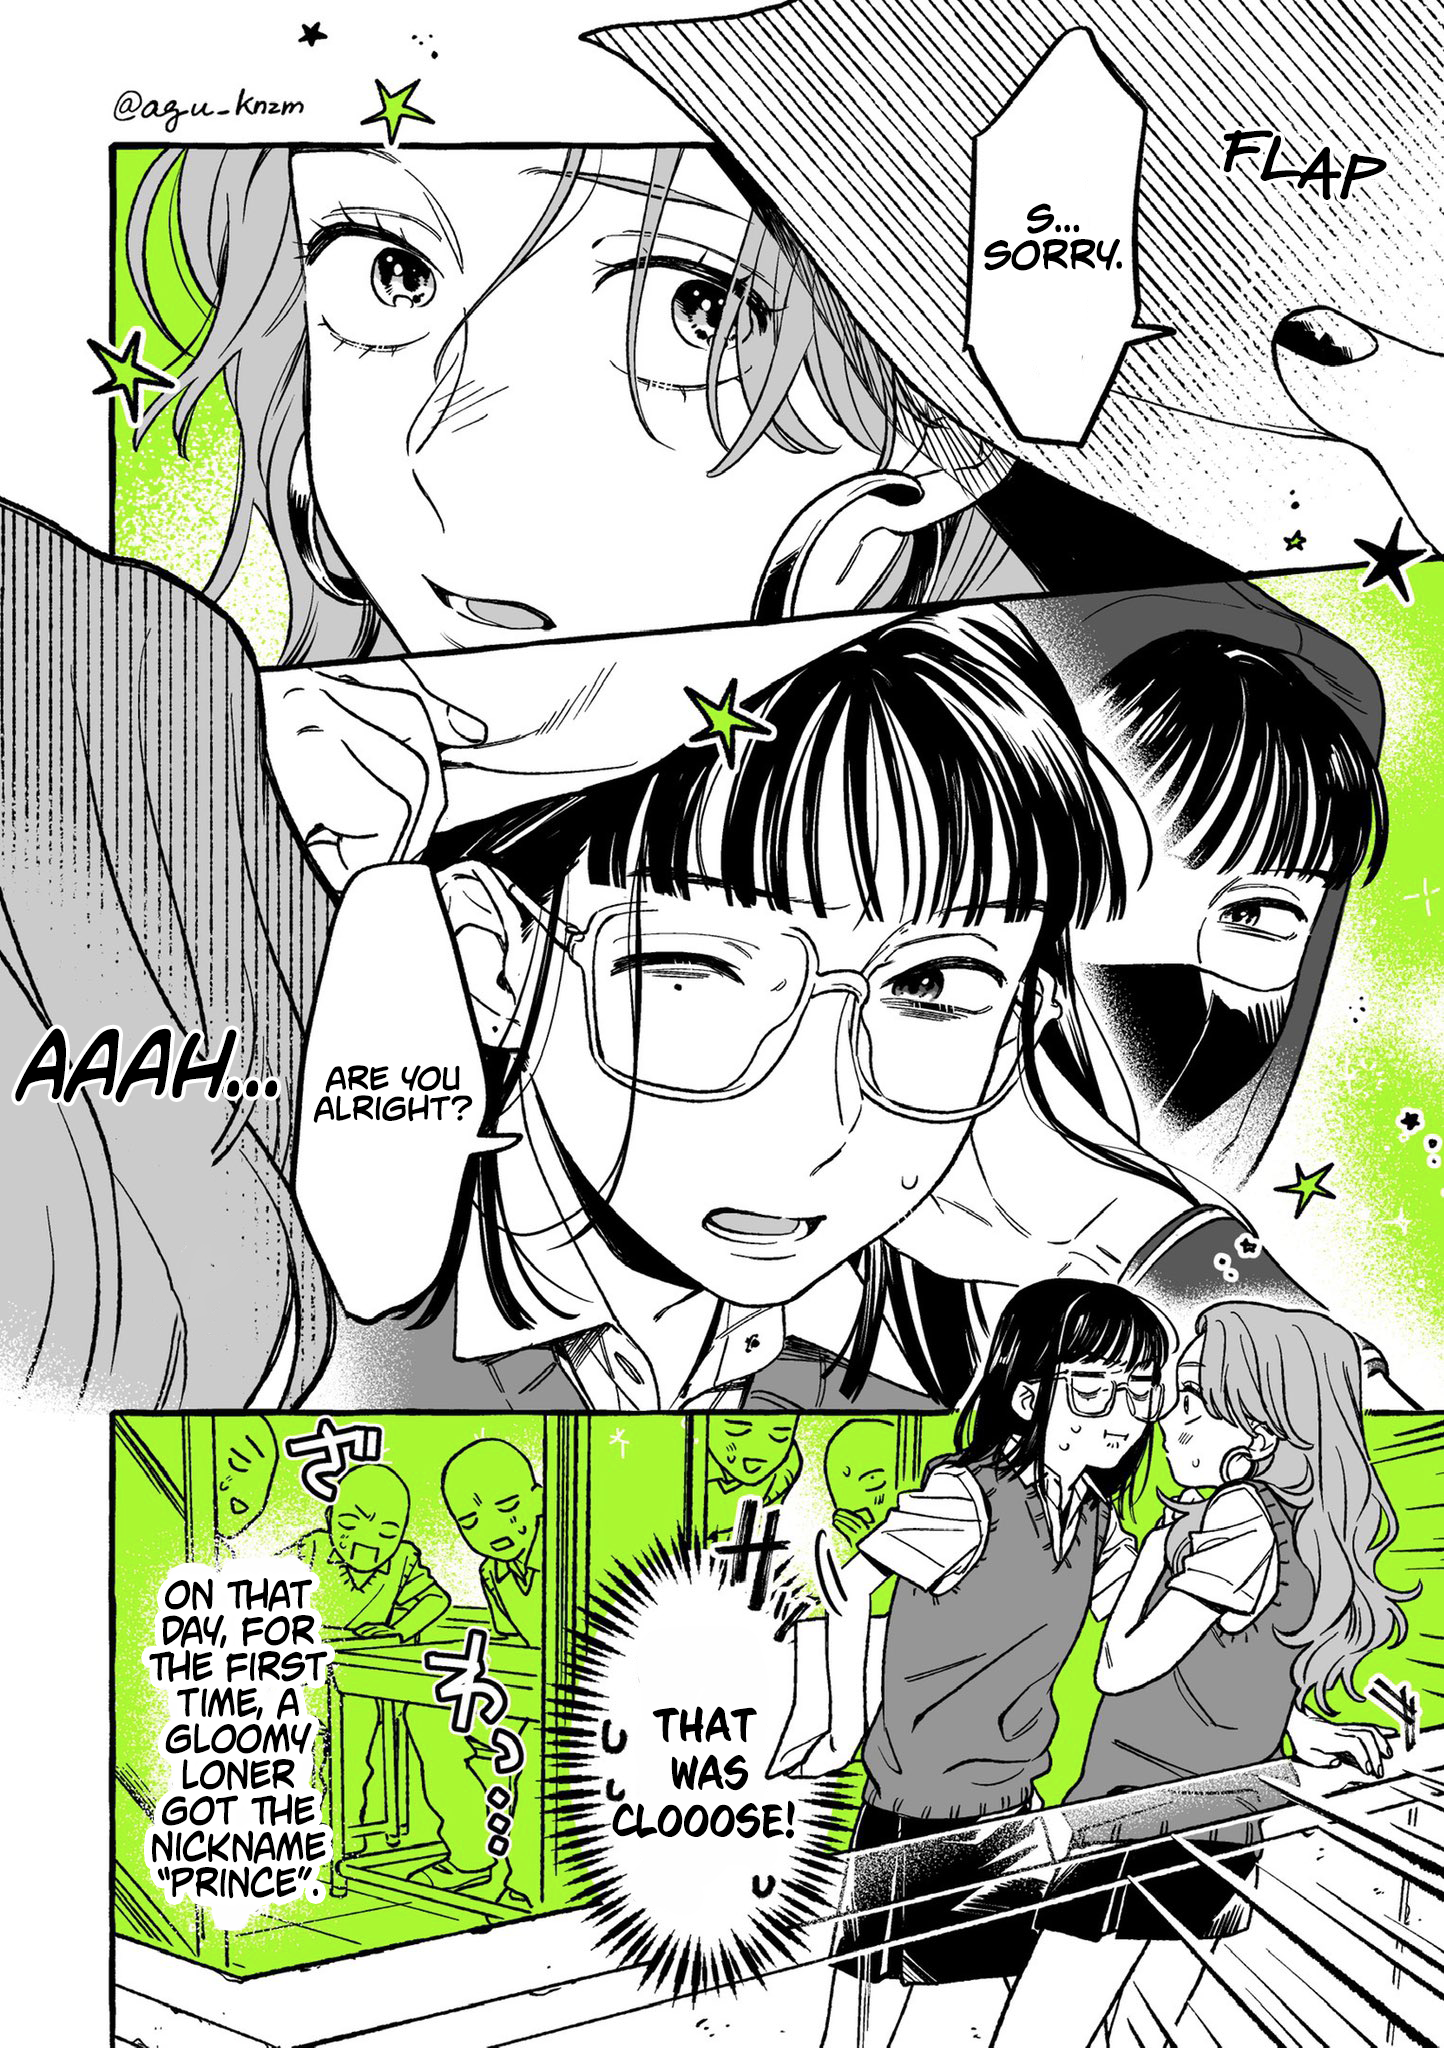 @agu_knzm
FLAP
S...
SORRY.
ARE YOU
ALRIGHT?
AAAH...
THAT
WAS
CLOOOSE!
ON THAT
DAY, FOR
THE FIRST
TIME, A
GLOOMY
LONER
GOT THE
NICKNAME
"PRINCE".
ざ
わっ…